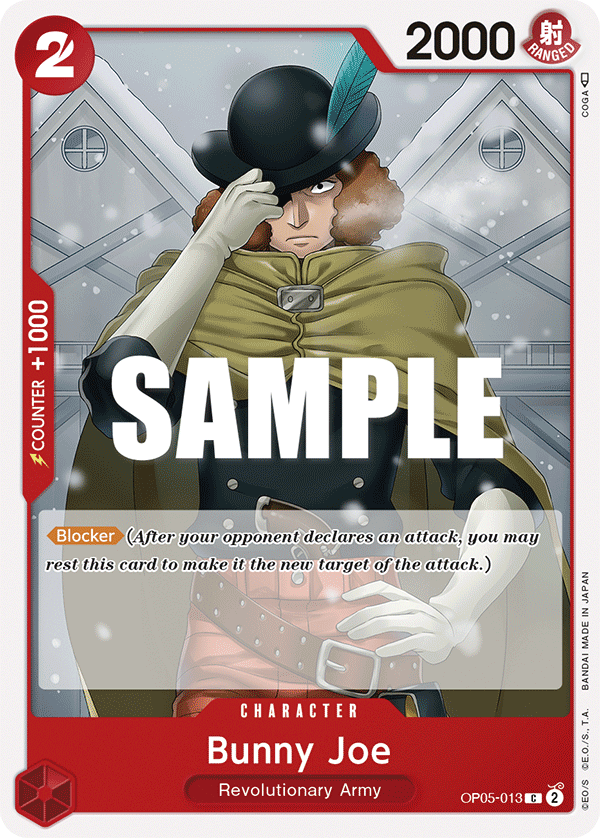 2
2000
射
RANGED
COGA
COUNTER +1000
SAMPLE
Blocker (After your opponent declares an attack, you may
rest this card to make it the new target of the attack.)
CHARACTER
Bunny Joe
Revolutionary Army
OP05-013 C 2
©EO/S ©E.O./S., T.A. BANDAI MADE IN JAPAN